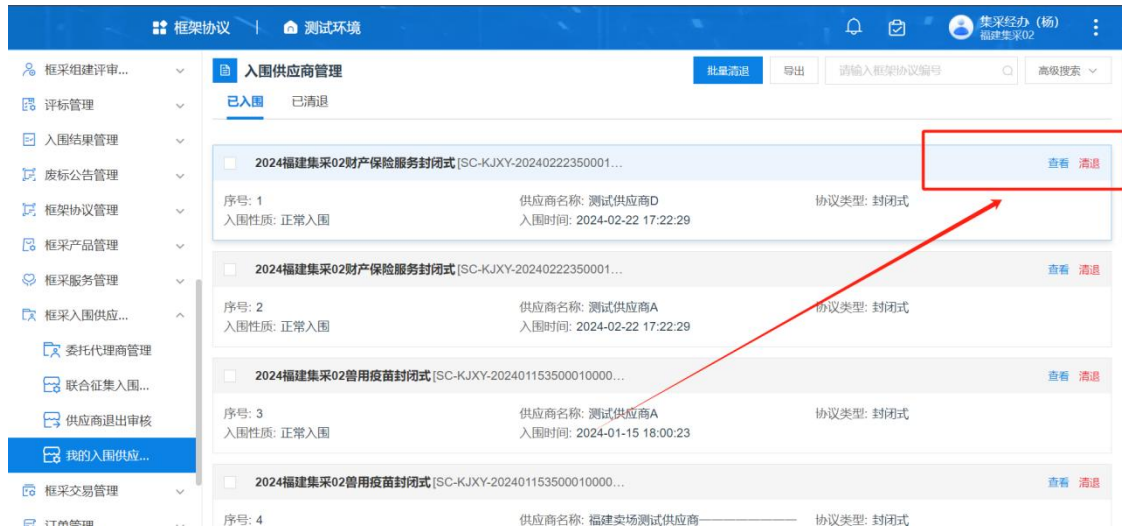 框架协议 测试环境 集采经办（杨）
福建集采02
框采组建评审...
评标管理
入围结果管理
废标公告管理
框架协议管理
框采产品管理
框采服务管理
框采入围供应...
委托代理商管理
联合征集入围...
供应商退出审核
我的入围供应...
框采交易管理
订单管理
入围供应商管理 批量清退 导出 请输入框架协议编号 高级搜索
已入围 已清退
2024福建集采02财产保险服务封闭式[SC-KJXY-20240222350001... 查看 清退
序号: 1 供应商名称: 测试供应商D 协议类型: 封闭式
入围性质: 正常入围 入围时间: 2024-02-22 17:22:29
2024福建集采02财产保险服务封闭式[SC-KJXY-20240222350001... 查看 清退
序号: 2 供应商名称: 测试供应商A 协议类型: 封闭式
入围性质: 正常入围 入围时间: 2024-02-22 17:22:29
2024福建集采02兽用疫苗封闭式[SC-KJXY-202401153500010000... 查看 清退
序号: 3 供应商名称: 测试供应商A 协议类型: 封闭式
入围性质: 正常入围 入围时间: 2024-01-15 18:00:23
2024福建集采02兽用疫苗封闭式[SC-KJXY-202401153500010000... 查看 清退
序号: 4 供应商名称: 福建卖场测试供应商—————— 协议类型: 封闭式